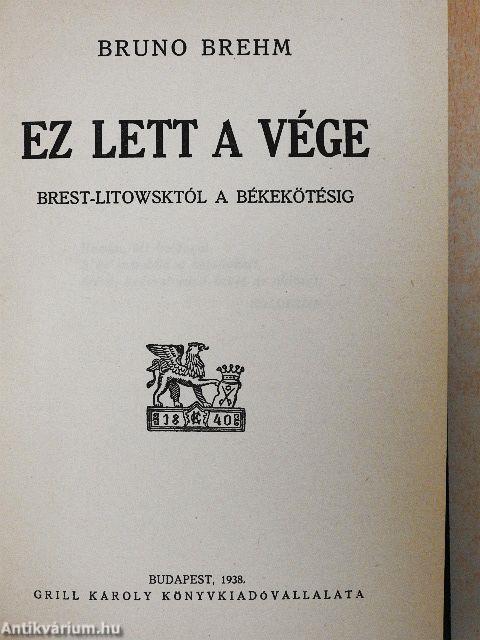 BRUNO BREHM
EZ LETT A VÉGE
BREST-LITOWSKTÓL A BÉKEKÖTÉSIG
18 40
BUDAPEST, 1938.
GRILL KÁROLY KÖNYVKIADÓVÁLLALATA
Antikvárium.hu